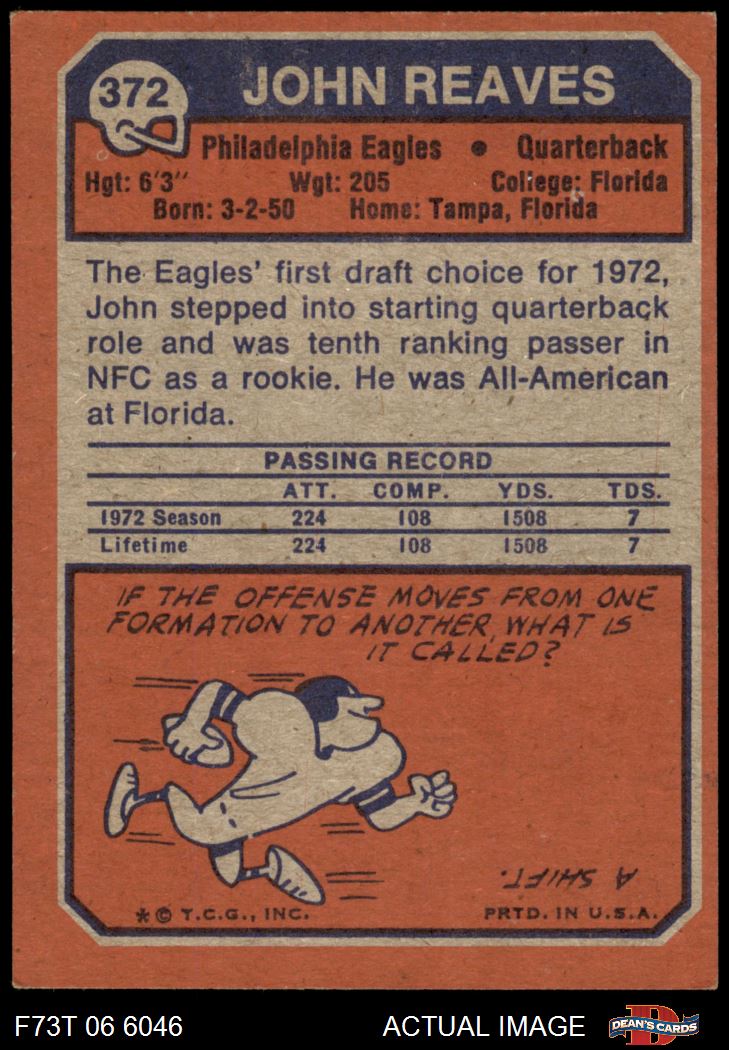 372
JOHN REAVES
Philadelphia Eagles • Quarterback
Hgt: 6'3" Wgt: 205 College: Florida
Born: 3-2-50 Home: Tampa, Florida
The Eagles' first draft choice for 1972,
John stepped into starting quarterback
role and was tenth ranking passer in
NFC as a rookie. He was All-American
at Florida.
PASSING RECORD
ATT. COMP. YDS. TDS.
1972 Season 224 108 1508 7
Lifetime 224 108 1508 7
IF THE OFFENSE MOVES FROM ONE
FORMATION TO ANOTHER, WHAT IS
IT CALLED?
A SHIFT.
* © T.C.G., INC. PRTD. IN U.S.A.
F73T 06 6046 ACTUAL IMAGE DEAN'S CARDS